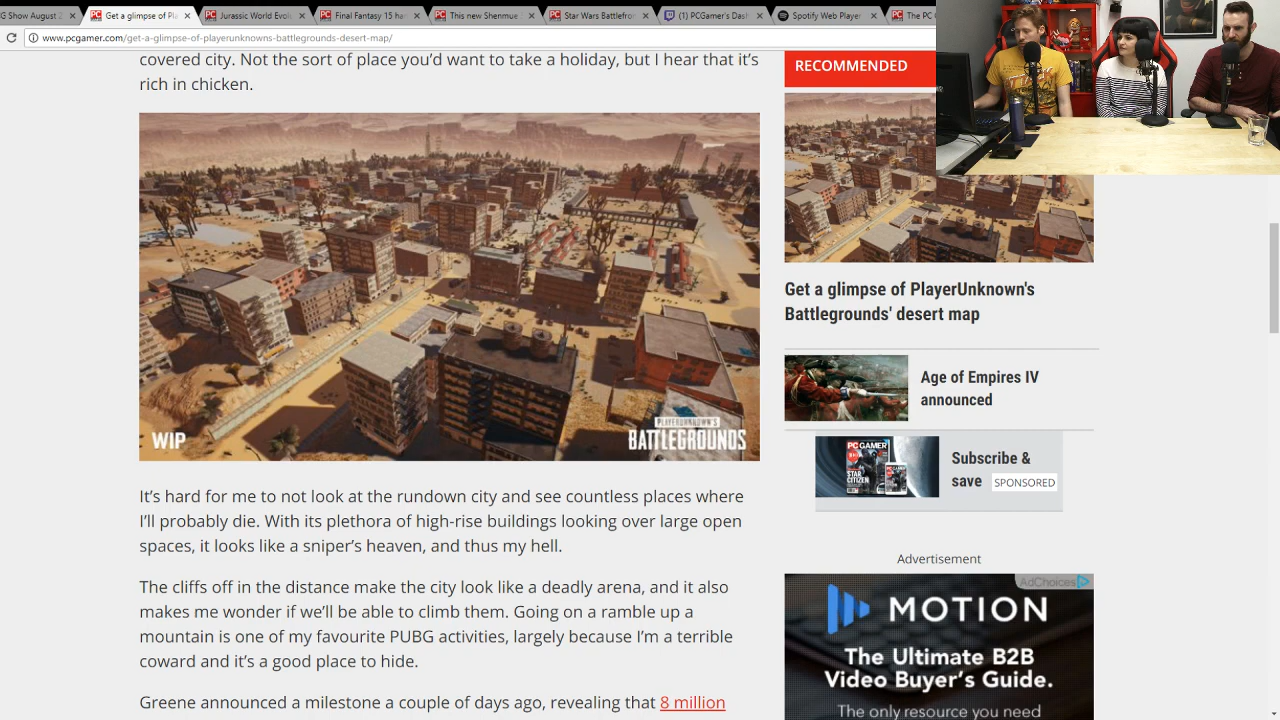 G Show August 2
Get a glimpse of Pla
Jurassic World Evol
Final Fantasy 15 ha
This new Shenmue
Star Wars Battlefron
(1) PCGamer's Dash
Spotify Web Player
The PC
www.pcgamer.com/get-a-glimpse-of-playerunknowns-battlegrounds-desert-map/
covered city. Not the sort of place you'd want to take a holiday, but I hear that it's
rich in chicken.
WIP
PLAYERUNKNOWN'S
BATTLEGROUNDS
It's hard for me to not look at the rundown city and see countless places where
I'll probably die. With its plethora of high-rise buildings looking over large open
spaces, it looks like a sniper's heaven, and thus my hell.
The cliffs off in the distance make the city look like a deadly arena, and it also
makes me wonder if we'll be able to climb them. Going on a ramble up a
mountain is one of my favourite PUBG activities, largely because I'm a terrible
coward and it's a good place to hide.
Greene announced a milestone a couple of days ago, revealing that 8 million
RECOMMENDED
Get a glimpse of PlayerUnknown's
Battlegrounds' desert map
Age of Empires IV
announced
PC GAMER
STAR
CITIZEN
Subscribe &
save SPONSORED
Advertisement
AdChoices
MOTION
The Ultimate B2B
Video Buyer's Guide.
The only resource you need